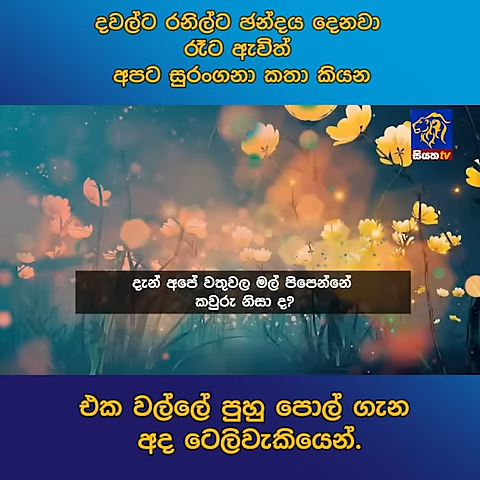 දවල්ට රනිල්ට ඡන්දය දෙනවා
රෑට ඇවිත්
අපට සුරංගනා කතා කියන
සියත tv
දැන් අපේ වතුවල මල් පිපෙන්නේ
කවුරු නිසා ද?
එක වල්ලේ පුහු පොල් ගැන
අද ටෙලිවැකියෙන්.